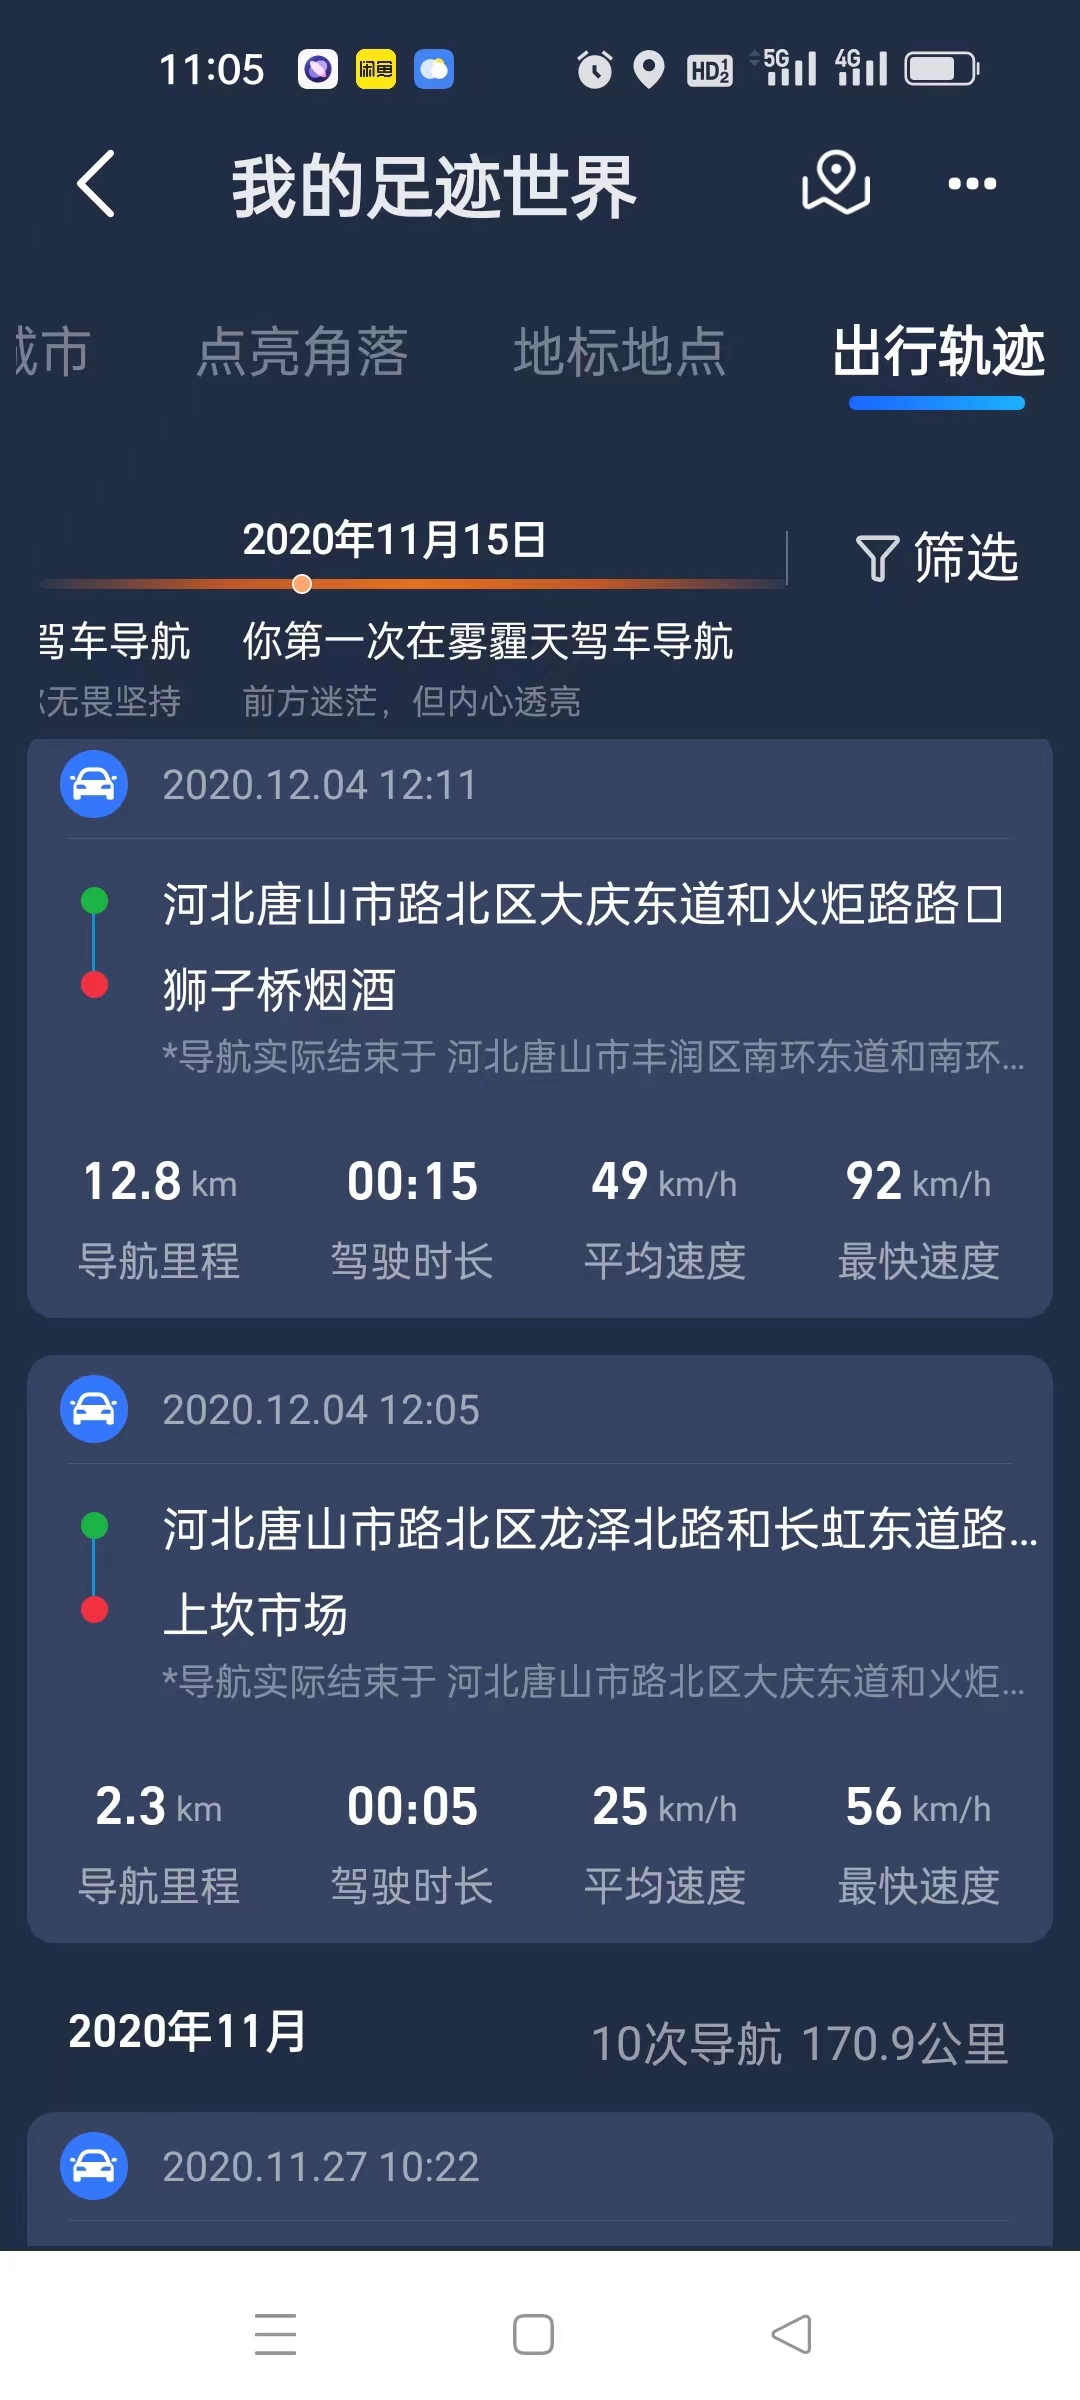 11:05 闲鱼 HD 1 2 5G 4G
我的足迹世界
城市 点亮角落 地标地点 出行轨迹
2020年11月15日
筛选
驾车导航 你第一次在雾霾天驾车导航
无畏坚持 前方迷茫，但内心透亮
2020.12.04 12:11
河北唐山市路北区大庆东道和火炬路路口
狮子桥烟酒
*导航实际结束于 河北唐山市丰润区南环东道和南环...
12.8 km 00:15 49 km/h 92 km/h
导航里程 驾驶时长 平均速度 最快速度
2020.12.04 12:05
河北唐山市路北区龙泽北路和长虹东道路...
上坎市场
*导航实际结束于 河北唐山市路北区大庆东道和火炬...
2.3 km 00:05 25 km/h 56 km/h
导航里程 驾驶时长 平均速度 最快速度
2020年11月 10次导航 170.9公里
2020.11.27 10:22